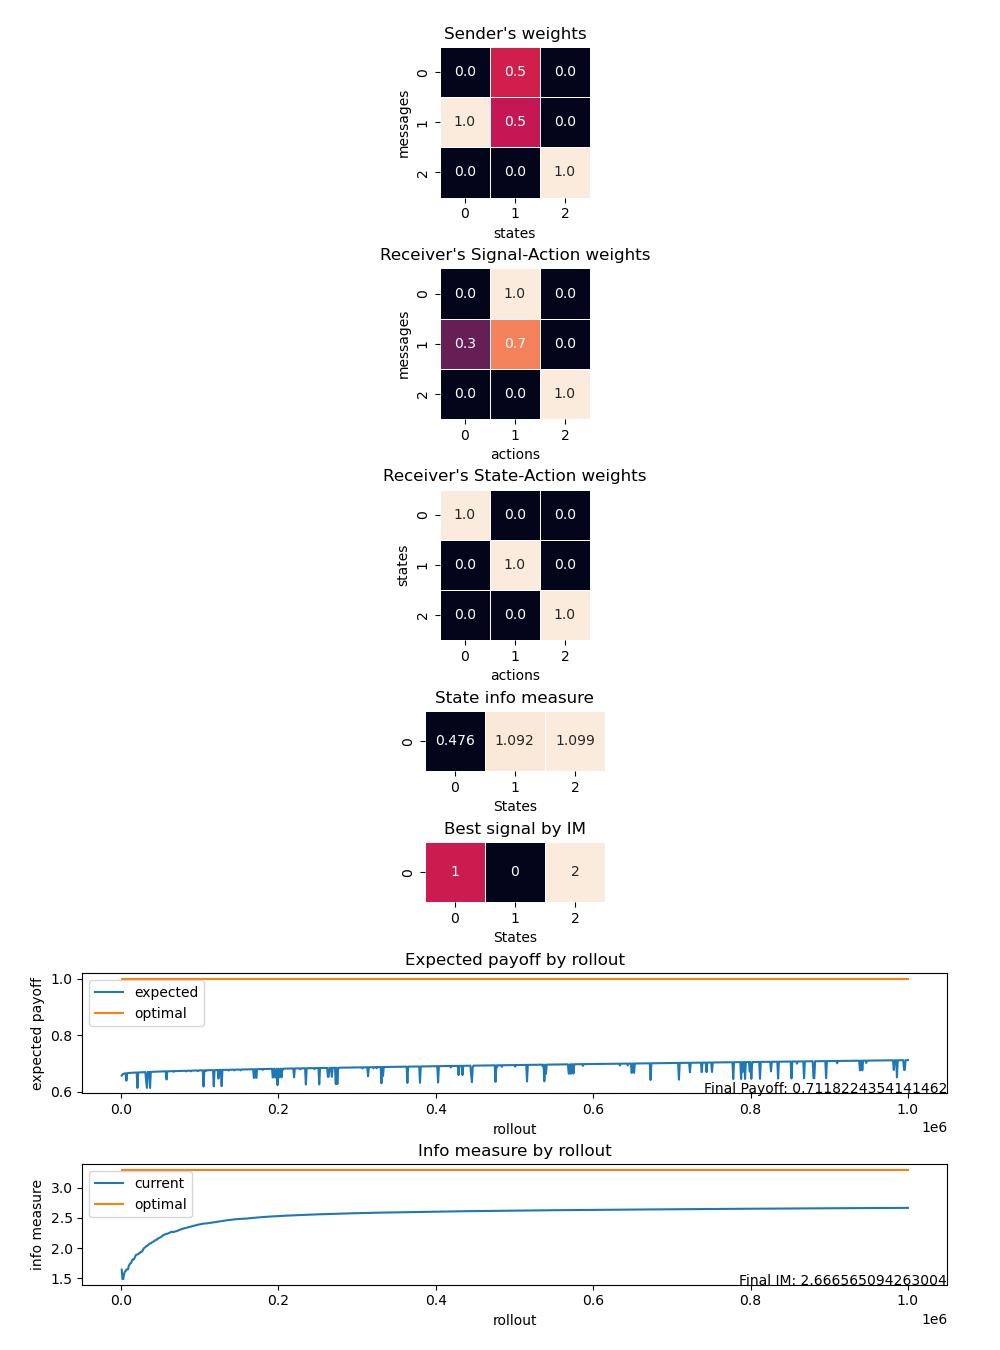 Sender's weights
0.0 0.5 0.0
1.0 0.5 0.0
0.0 0.0 1.0
0
1
2
messages
0 1 2
states
Receiver's Signal-Action weights
0.0 1.0 0.0
0.3 0.7 0.0
0.0 0.0 1.0
0
1
2
messages
0 1 2
actions
Receiver's State-Action weights
1.0 0.0 0.0
0.0 1.0 0.0
0.0 0.0 1.0
0
1
2
states
0 1 2
actions
State info measure
0.476 1.092 1.099
0
0 1 2
States
Best signal by IM
1 0 2
0
0 1 2
States
Expected payoff by rollout
expected payoff
1.0
0.8
0.6
expected
optimal
Final Payoff: 0.7118224354141462
0.0 0.2 0.4 0.6 0.8 1.0
1e6
rollout
Info measure by rollout
info measure
3.0
2.5
2.0
1.5
current
optimal
Final IM: 2.666565094263004
0.0 0.2 0.4 0.6 0.8 1.0
1e6
rollout